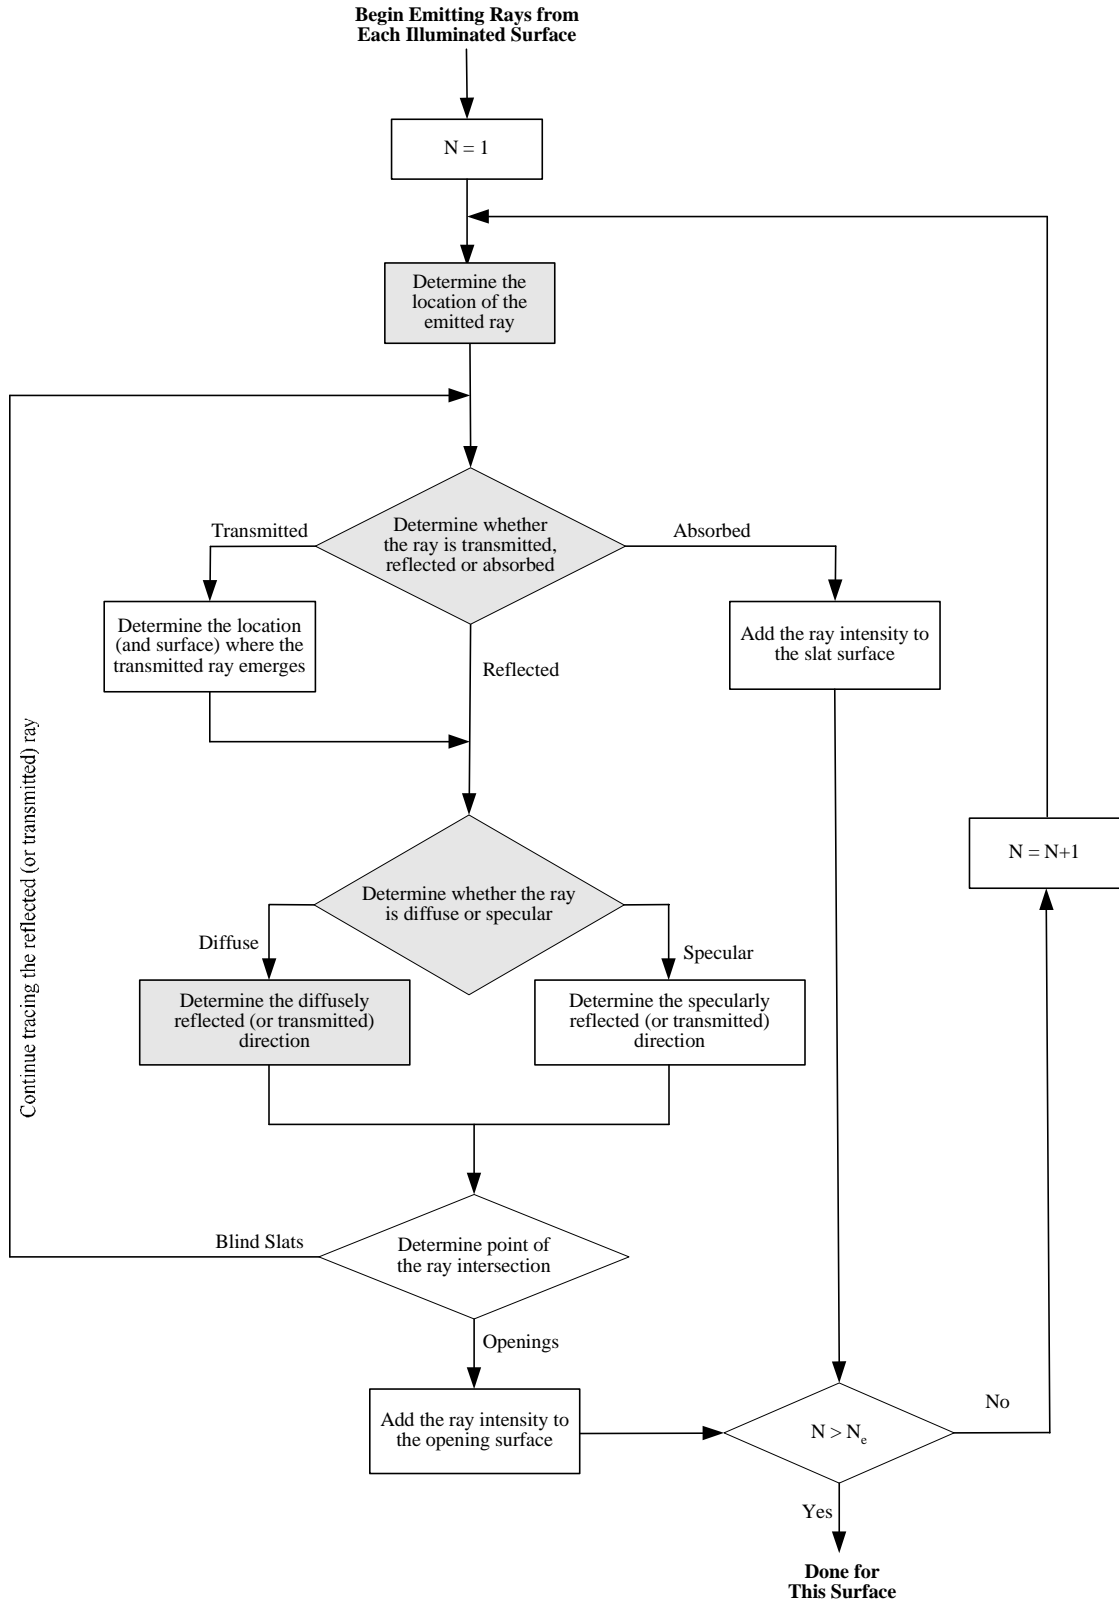 Begin Emitting Rays from
Each Illuminated Surface
N = 1
Determine the
location of the
emitted ray
Determine whether
the ray is transmitted,
reflected or absorbed
Transmitted
Absorbed
Determine the location
(and surface) where the
transmitted ray emerges
Add the ray intensity to
the slat surface
Reflected
Continue tracing the reflected (or transmitted) ray
N = N+1
Determine whether the ray
is diffuse or specular
Diffuse
Specular
Determine the diffusely
reflected (or transmitted)
direction
Determine the specularly
reflected (or transmitted)
direction
Blind Slats
Determine point of
the ray intersection
Openings
Add the ray intensity to
the opening surface
N > Ne
No
Yes
Done for
This Surface